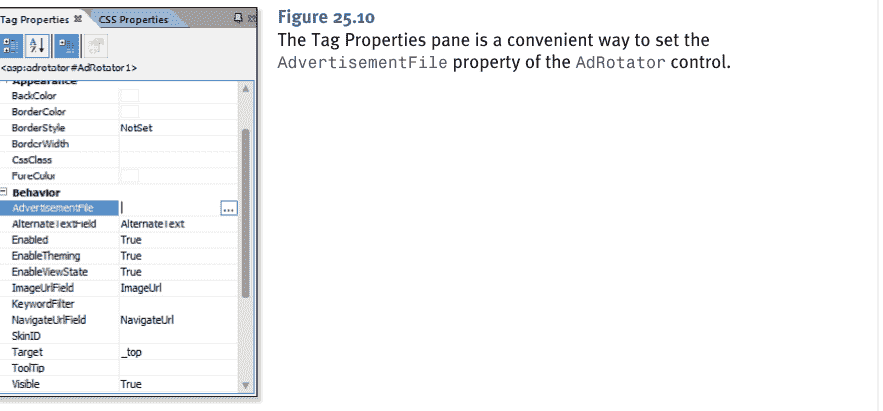 Tag Properties CSS Properties
<asp:adrotator#AdRotator1>
Appearance
BackColor
BorderColor
BorderStyle NotSet
BorderWidth
CssClass
ForeColor
Behavior
AdvertisementFile ...
AlternateTextField AlternateText
Enabled True
EnableTheming True
EnableViewState True
ImageUrlField ImageUrl
KeywordFilter
NavigateUrlField NavigateUrl
SkinID
Target _top
ToolTip
Visible True
Figure 25.10
The Tag Properties pane is a convenient way to set the
AdvertisementFile property of the AdRotator control.